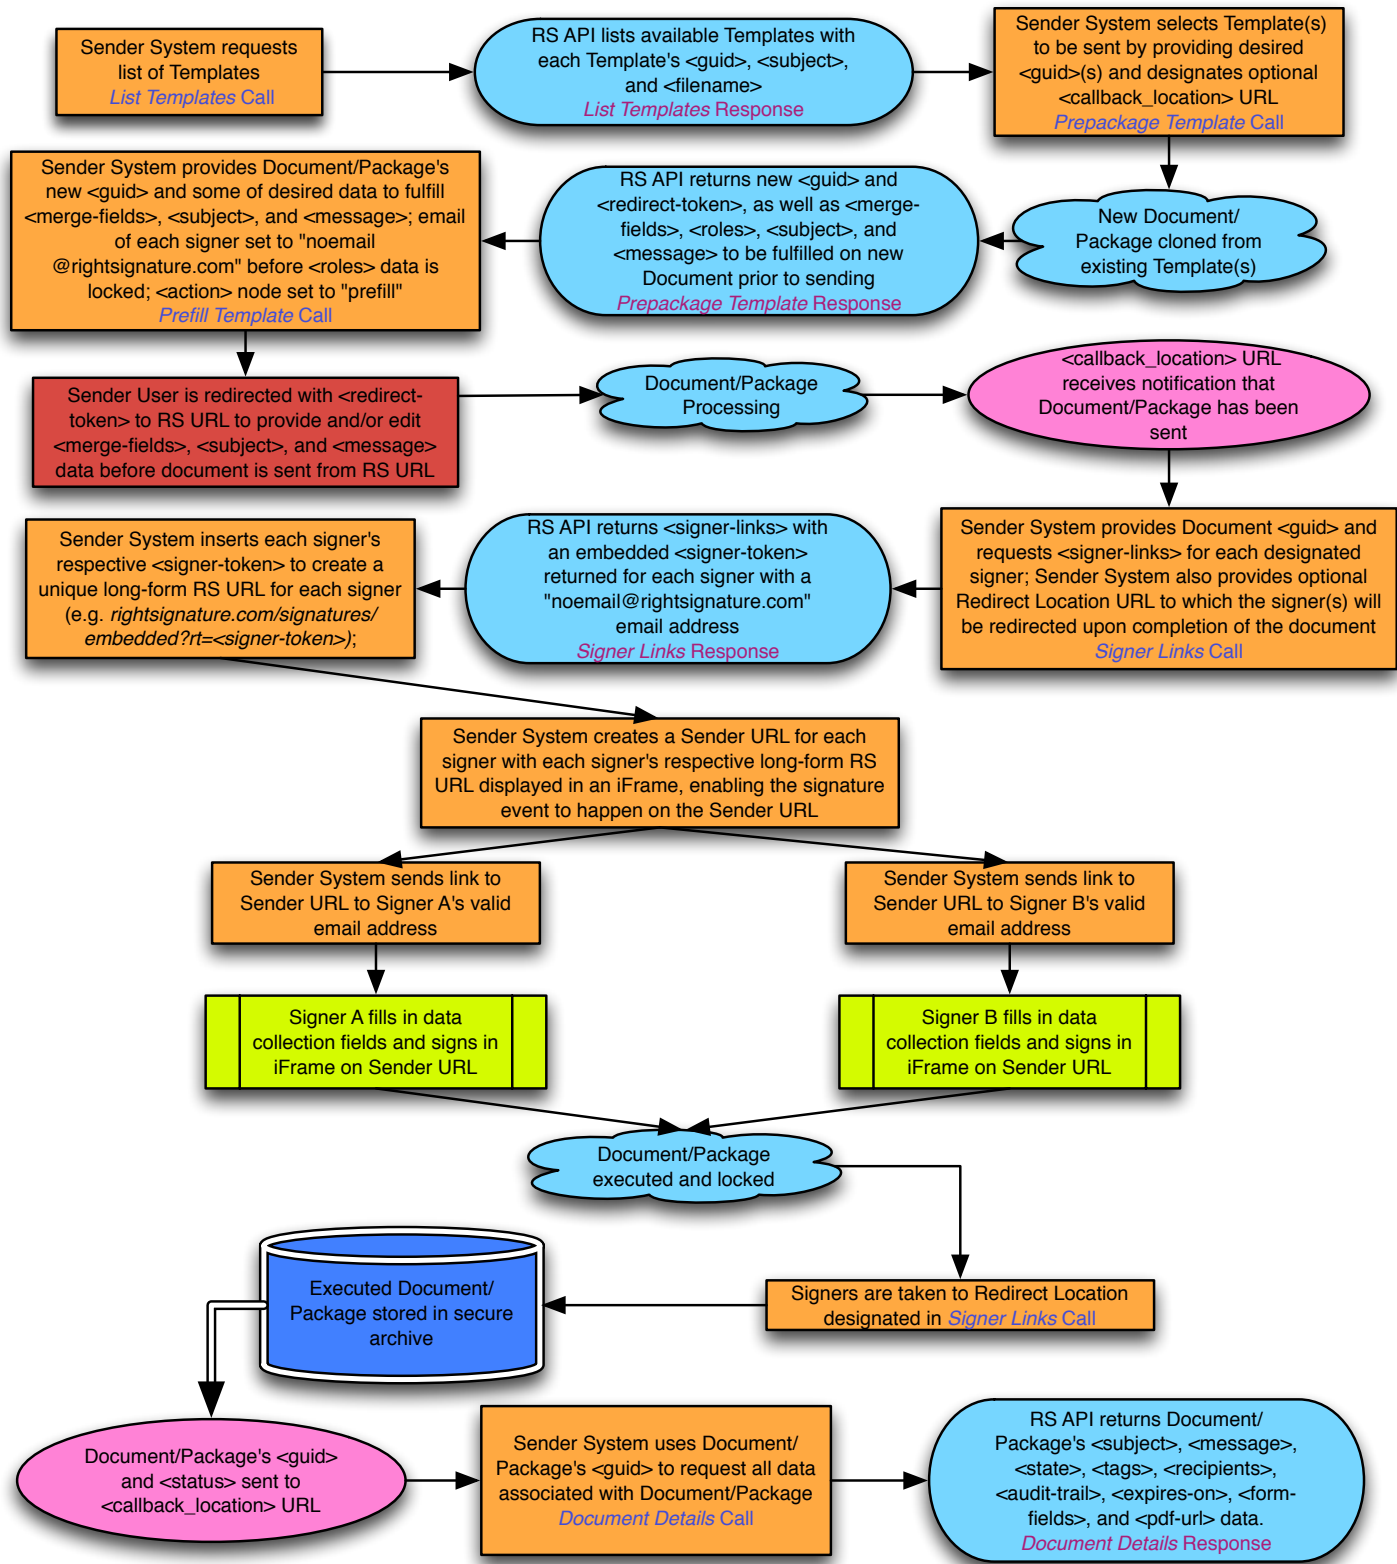 Sender System requests
list of Templates
List Templates Call
RS API lists available Templates with
each Template's <guid>, <subject>,
and <filename>
List Templates Response
Sender System selects Template(s)
to be sent by providing desired
<guid>(s) and designates optional
<callback_location> URL
Prepackage Template Call
New Document/
Package cloned from
existing Template(s)
RS API returns new <guid> and
<redirect-token>, as well as <merge-
fields>, <roles>, <subject>, and
<message> to be fulfilled on new
Document prior to sending
Prepackage Template Response
Sender System provides Document/Package's
new <guid> and some of desired data to fulfill
<merge-fields>, <subject>, and <message>; email
of each signer set to "noemail
@rightsignature.com" before <roles> data is
locked; <action> node set to "prefill"
Prefill Template Call
Sender User is redirected with <redirect-
token> to RS URL to provide and/or edit
<merge-fields>, <subject>, and <message>
data before document is sent from RS URL
Document/Package
Processing
<callback_location> URL
receives notification that
Document/Package has been
sent
Sender System provides Document <guid> and
requests <signer-links> for each designated
signer; Sender System also provides optional
Redirect Location URL to which the signer(s) will
be redirected upon completion of the document
Signer Links Call
RS API returns <signer-links> with
an embedded <signer-token>
returned for each signer with a
"noemail@rightsignature.com"
email address
Signer Links Response
Sender System inserts each signer's
respective <signer-token> to create a
unique long-form RS URL for each signer
(e.g. rightsignature.com/signatures/
embedded?rt=<signer-token>);
Sender System creates a Sender URL for each
signer with each signer's respective long-form RS
URL displayed in an iFrame, enabling the signature
event to happen on the Sender URL
Sender System sends link to
Sender URL to Signer A's valid
email address
Sender System sends link to
Sender URL to Signer B's valid
email address
Signer A fills in data
collection fields and signs in
iFrame on Sender URL
Signer B fills in data
collection fields and signs in
iFrame on Sender URL
Document/Package
executed and locked
Signers are taken to Redirect Location
designated in Signer Links Call
Executed Document/
Package stored in secure
archive
Document/Package's <guid>
and <status> sent to
<callback_location> URL
Sender System uses Document/
Package's <guid> to request all data
associated with Document/Package
Document Details Call
RS API returns Document/
Package's <subject>, <message>,
<state>, <tags>, <recipients>,
<audit-trail>, <expires-on>, <form-
fields>, and <pdf-url> data.
Document Details Response